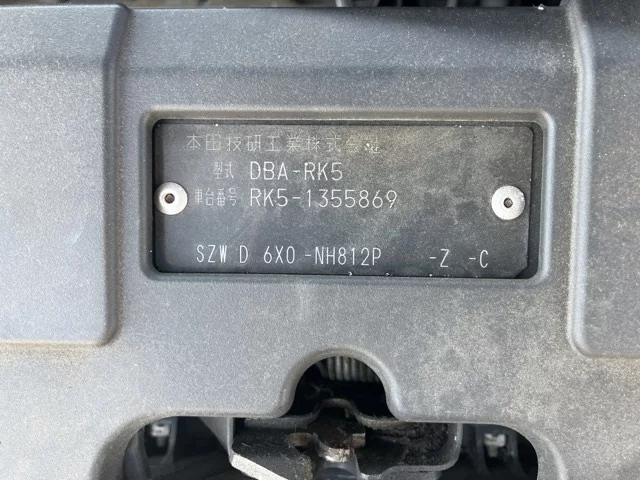 本田技研工業株式会社
型式 DBA-RK5
車台番号 RK5-1355869
SZW D 6X0 -NH812P -Z -C